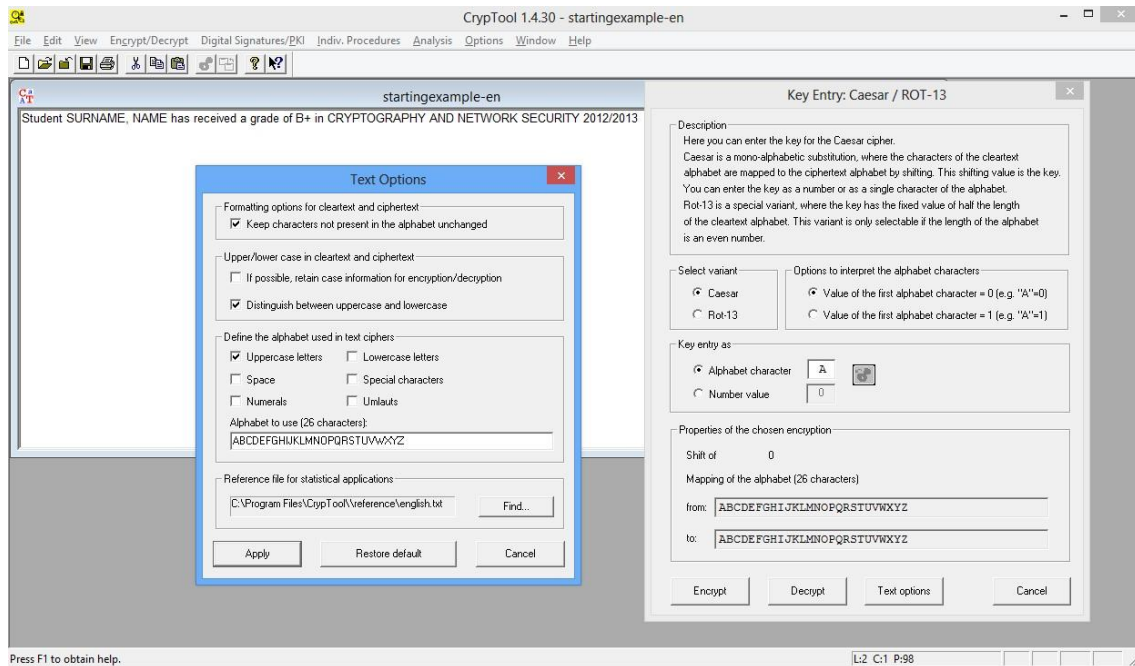 CrypTool 1.4.30 - startingexample-en
File Edit View Encrypt/Decrypt Digital Signatures/PKI Indiv. Procedures Analysis Options Window Help
startingexample-en
Student SURNAME, NAME has received a grade of B+ in CRYPTOGRAPHY AND NETWORK SECURITY 2012/2013
Text Options
Formatting options for cleartext and ciphertext
Keep characters not present in the alphabet unchanged
Upper/lower case in cleartext and ciphertext
If possible, retain case information for encryption/decryption
Distinguish between uppercase and lowercase
Define the alphabet used in text ciphers
Uppercase letters Lowercase letters
Space Special characters
Numerals Umlauts
Alphabet to use (26 characters):
ABCDEFGHIJKLMNOPQRSTUVWXYZ
Reference file for statistical applications
C:\Program Files\CrypTool\\reference\english.txt Find...
Apply Restore default Cancel
Key Entry: Caesar / ROT-13
Description
Here you can enter the key for the Caesar cipher.
Caesar is a mono-alphabetic substitution, where the characters of the cleartext
alphabet are mapped to the ciphertext alphabet by shifting. This shifting value is the key.
You can enter the key as a number or as a single character of the alphabet.
Rot-13 is a special variant, where the key has the fixed value of half the length
of the cleartext alphabet. This variant is only selectable if the length of the alphabet
is an even number.
Select variant Options to interpret the alphabet characters
Caesar Value of the first alphabet character = 0 (e.g. "A"=0)
Rot-13 Value of the first alphabet character = 1 (e.g. "A"=1)
Key entry as
Alphabet character A
Number value 0
Properties of the chosen encryption
Shift of 0
Mapping of the alphabet (26 characters)
from: ABCDEFGHIJKLMNOPQRSTUVWXYZ
to: ABCDEFGHIJKLMNOPQRSTUVWXYZ
Encrypt Decrypt Text options Cancel
Press F1 to obtain help. L:2 C:1 P:98